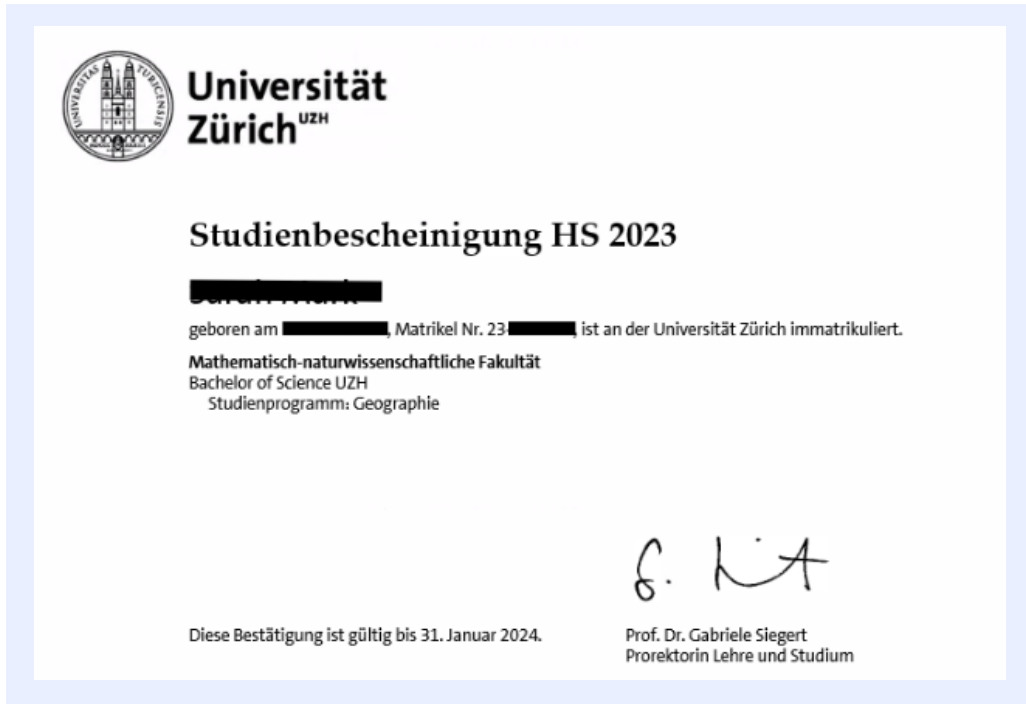 UNIVERSITAS TURICENSIS
Universität
Zürich UZH
Studienbescheinigung HS 2023
geboren am , Matrikel Nr. 23- , ist an der Universität Zürich immatrikuliert.
Mathematisch-naturwissenschaftliche Fakultät
Bachelor of Science UZH
Studienprogramm: Geographie
Diese Bestätigung ist gültig bis 31. Januar 2024.
Prof. Dr. Gabriele Siegert
Prorektorin Lehre und Studium